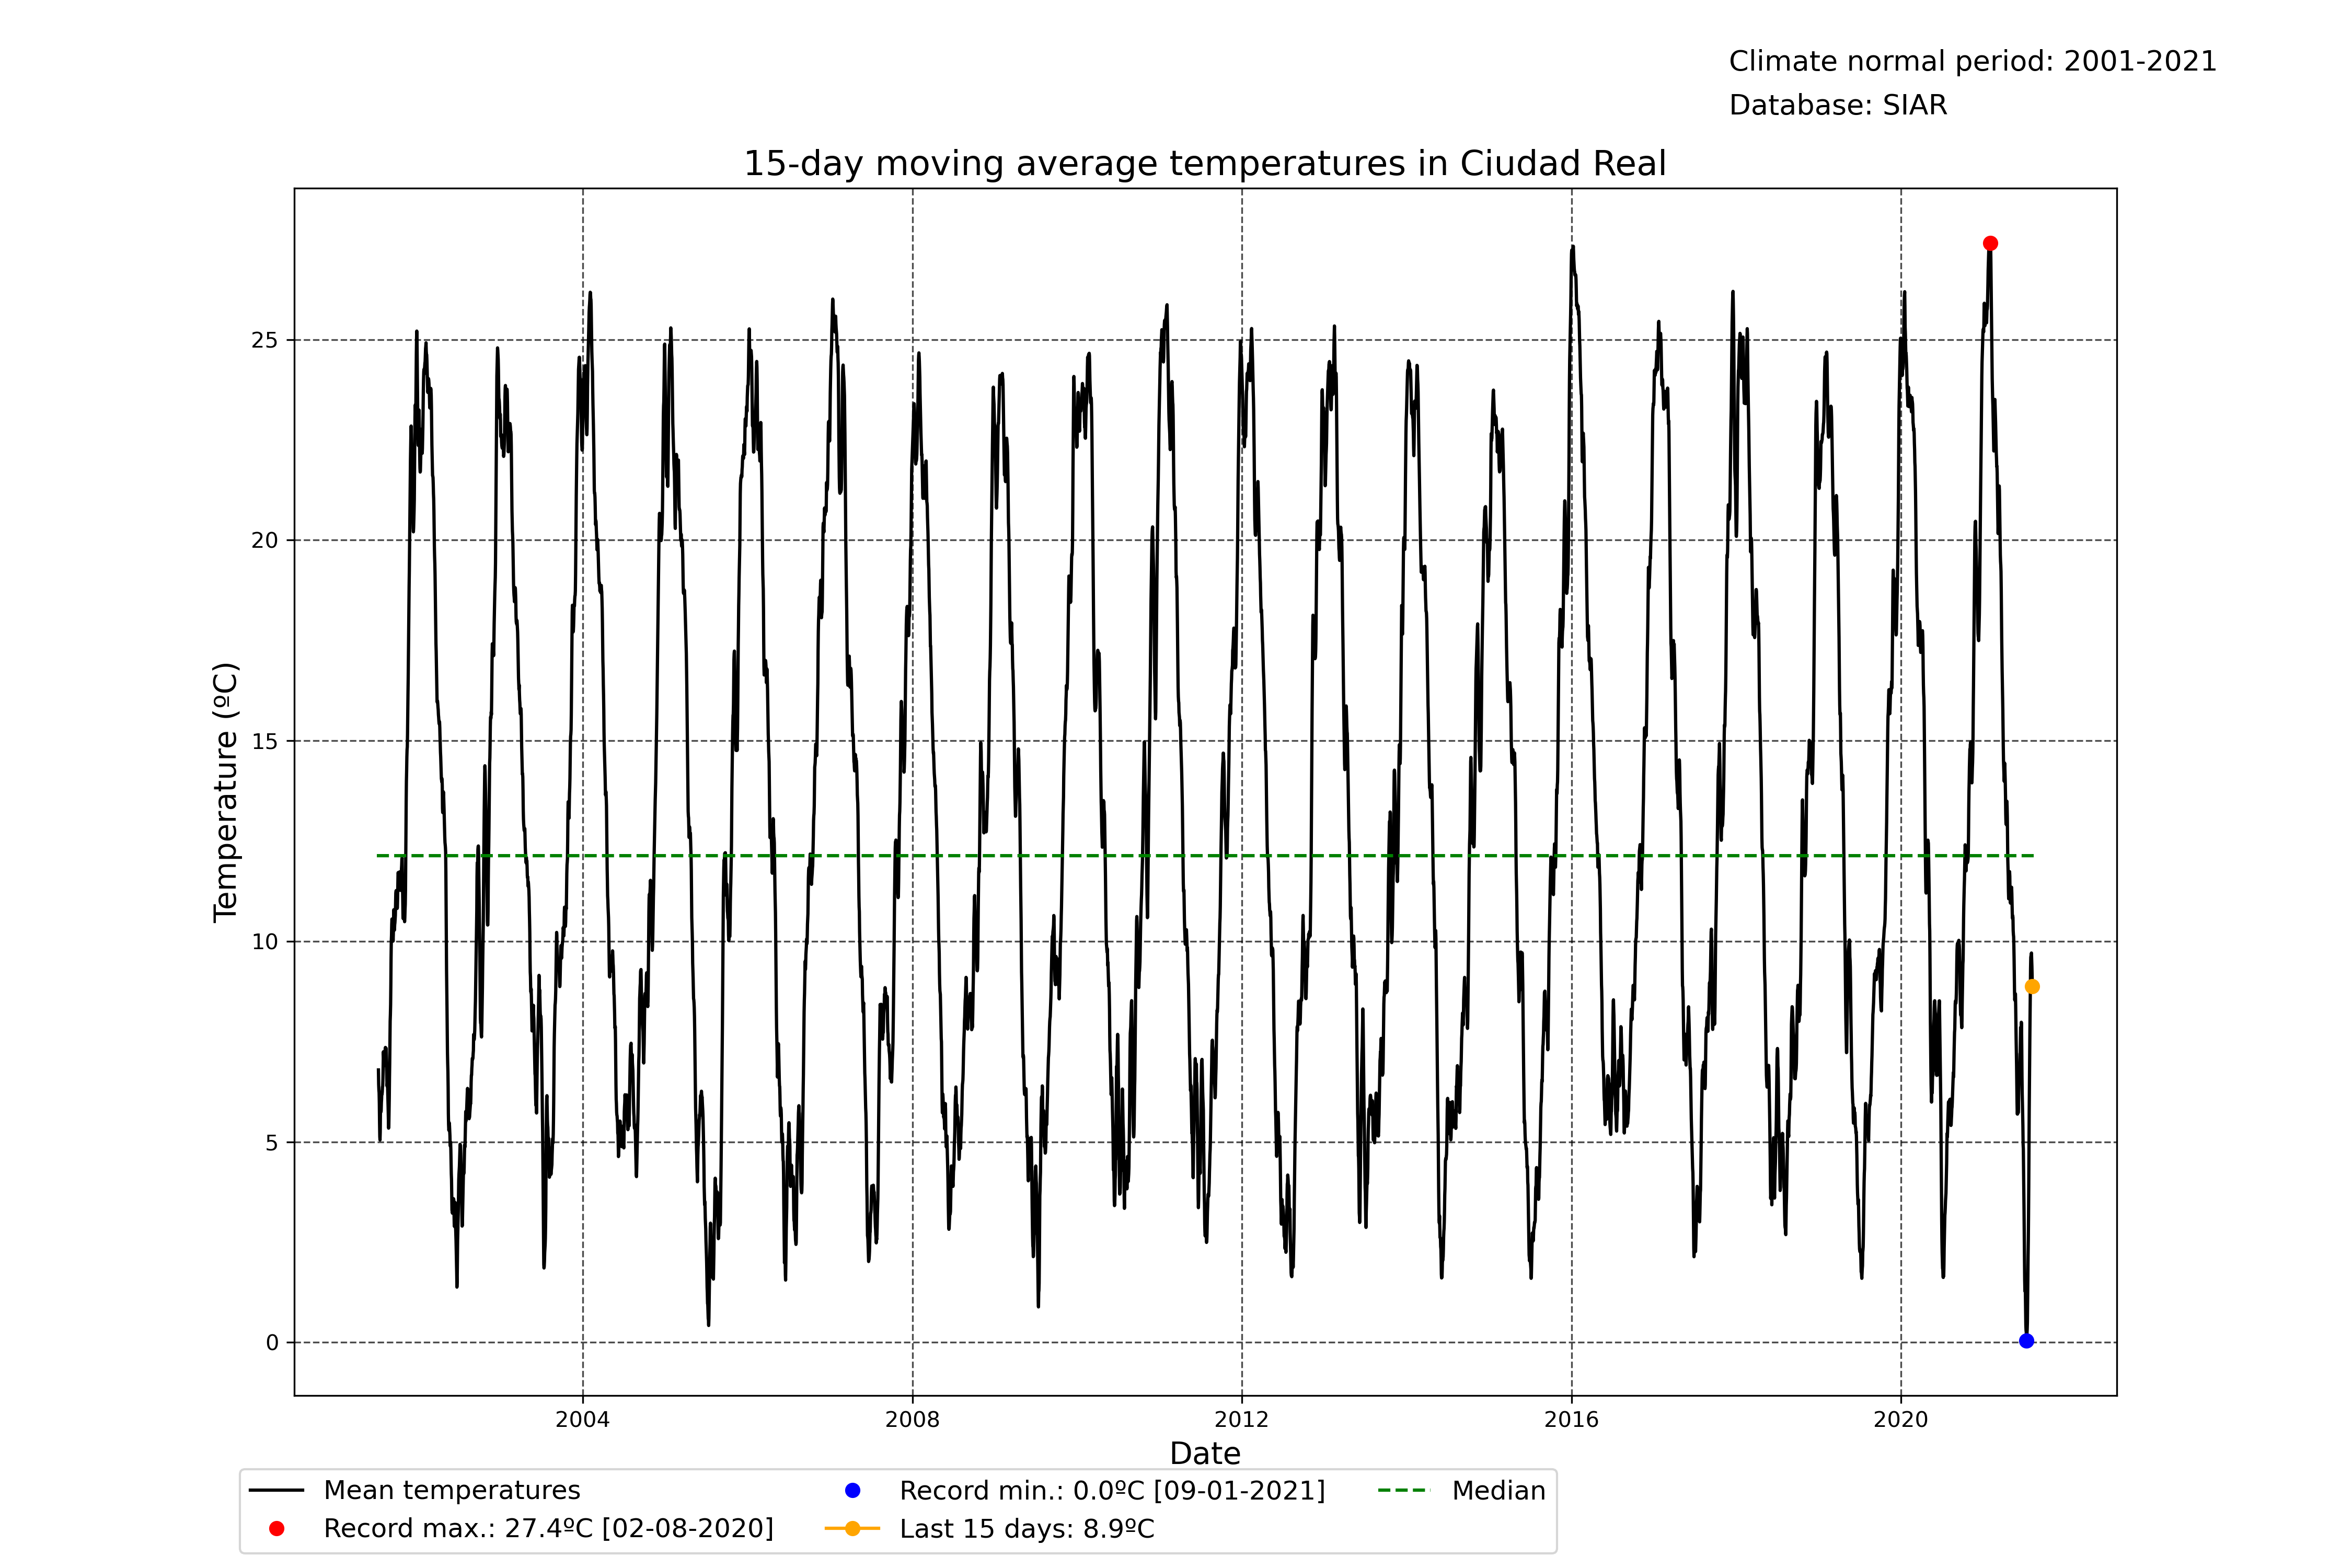 Climate normal period: 2001-2021
Database: SIAR
15-day moving average temperatures in Ciudad Real
Temperature (ºC)
25
20
15
10
5
0
2004 2008 2012 2016 2020
Date
Mean temperatures
Record max.: 27.4ºC [02-08-2020]
Record min.: 0.0ºC [09-01-2021]
Last 15 days: 8.9ºC
Median